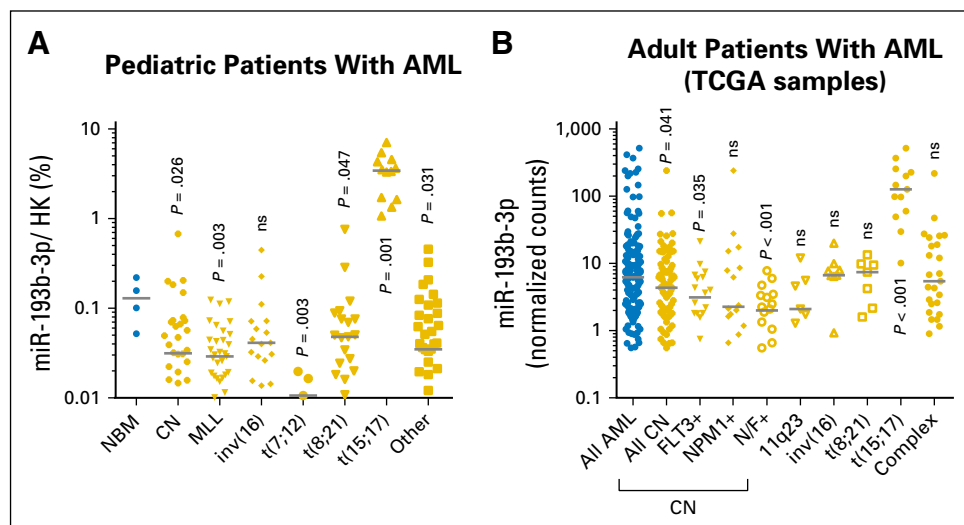 A
Pediatric Patients With AML
miR-193b-3p/ HK (%)
10
1
0.1
0.01
P = .026
P = .003
ns
P = .003
P = .047
P = .001
P = .031
NBM
CN
MLL
inv(16)
t(7;12)
t(8;21)
t(15;17)
Other
B
Adult Patients With AML
(TCGA samples)
miR-193b-3p
(normalized counts)
1,000
100
10
1
0.1
P = .041
P = .035
ns
P < .001
ns
ns
ns
P < .001
ns
All AML
All CN
FLT3+
NPM1+
N/F+
11q23
inv(16)
t(8;21)
t(15;17)
Complex
CN